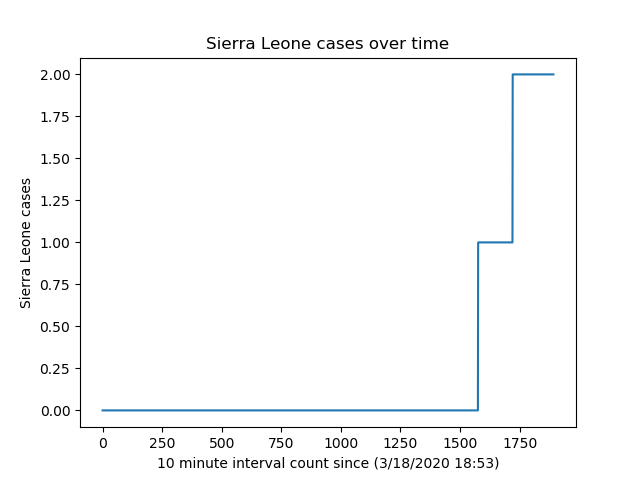 Sierra Leone cases over time
2.00
1.75
1.50
1.25
1.00
0.75
0.50
0.25
0.00
Sierra Leone cases
0 250 500 750 1000 1250 1500 1750
10 minute interval count since (3/18/2020 18:53)